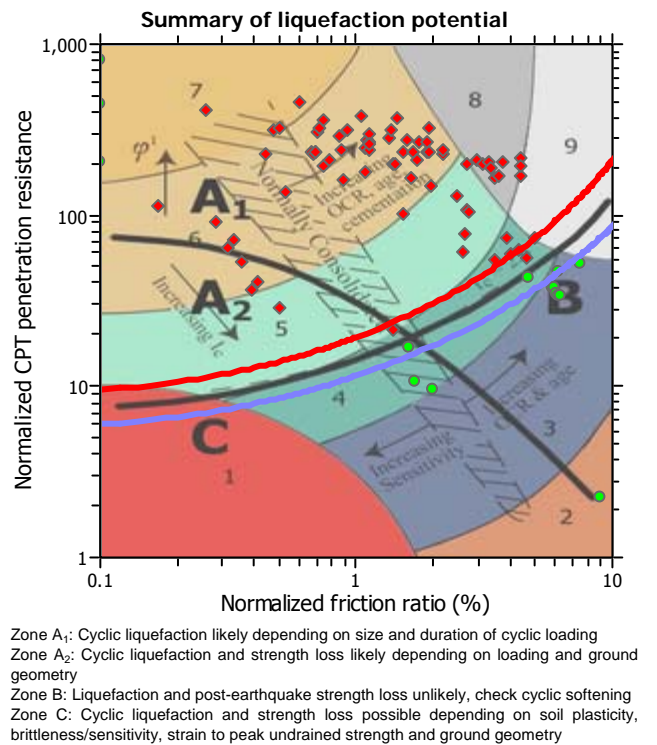 Summary of liquefaction potential
1,000
100
10
1
Normalized CPT penetration resistance
7
8
9
φ'
A1
6
A2
5
Increasing Ic
Normally Consolidated
Increasing
OCR- age
cementation
Ic
B
4
C
1
Increasing
Sensitivity
Increasing
OCR & age
3
2
0.1
1
10
Normalized friction ratio (%)
Zone A1: Cyclic liquefaction likely depending on size and duration of cyclic loading
Zone A2: Cyclic liquefaction and strength loss likely depending on loading and ground
geometry
Zone B: Liquefaction and post-earthquake strength loss unlikely, check cyclic softening
Zone C: Cyclic liquefaction and strength loss possible depending on soil plasticity,
brittleness/sensitivity, strain to peak undrained strength and ground geometry